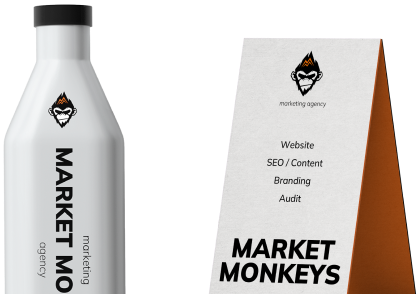 MARKET MO
marketing
agency
marketing agency
Website
SEO / Content
Branding
Audit
MARKET
MONKEYS